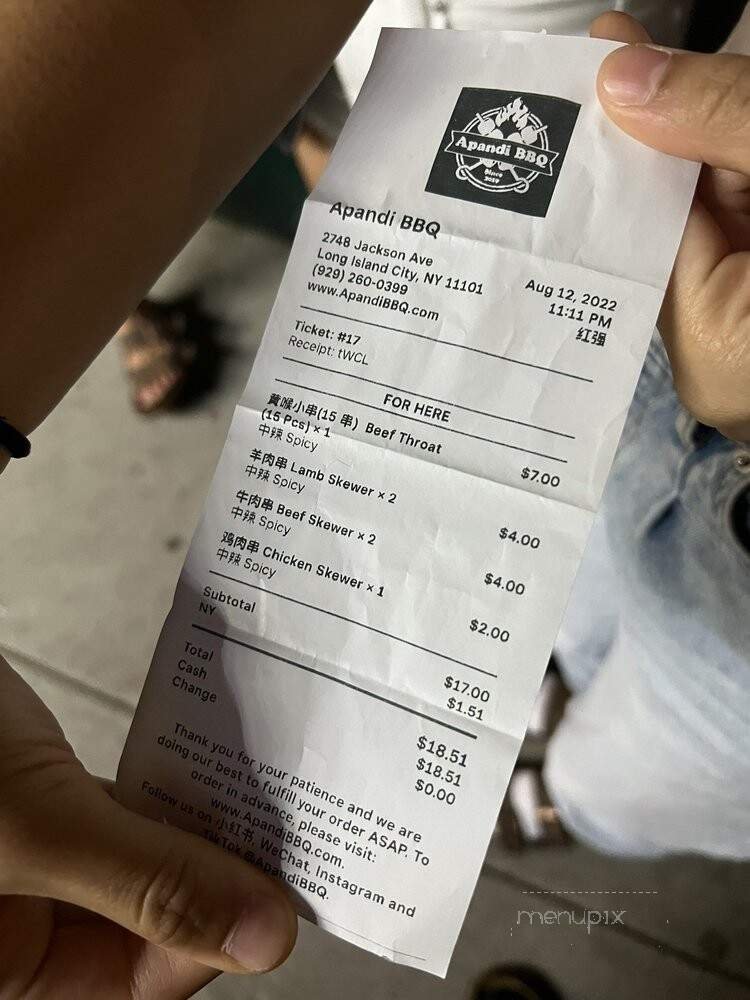 Apandi BBQ
Since
2019
Apandi BBQ
2748 Jackson Ave
Long Island City, NY 11101
(929) 260-0399
www.ApandiBBQ.com
Aug 12, 2022
11:11 PM
红强
Ticket: #17
Receipt: tWCL
FOR HERE
黄喉小串(15 串) Beef Throat
(15 Pcs) × 1
$7.00
中辣 Spicy
羊肉串 Lamb Skewer × 2
$4.00
中辣 Spicy
牛肉串 Beef Skewer × 2
$4.00
中辣 Spicy
鸡肉串 Chicken Skewer × 1
$2.00
中辣 Spicy
Subtotal $17.00
NY $1.51
Total $18.51
Cash $18.51
Change $0.00
Thank you for your patience and we are
doing our best to fulfill your order ASAP. To
order in advance, please visit:
www.ApandiBBQ.com.
Follow us on 小红书, WeChat, Instagram and
TikTok @ApandiBBQ.
menupix